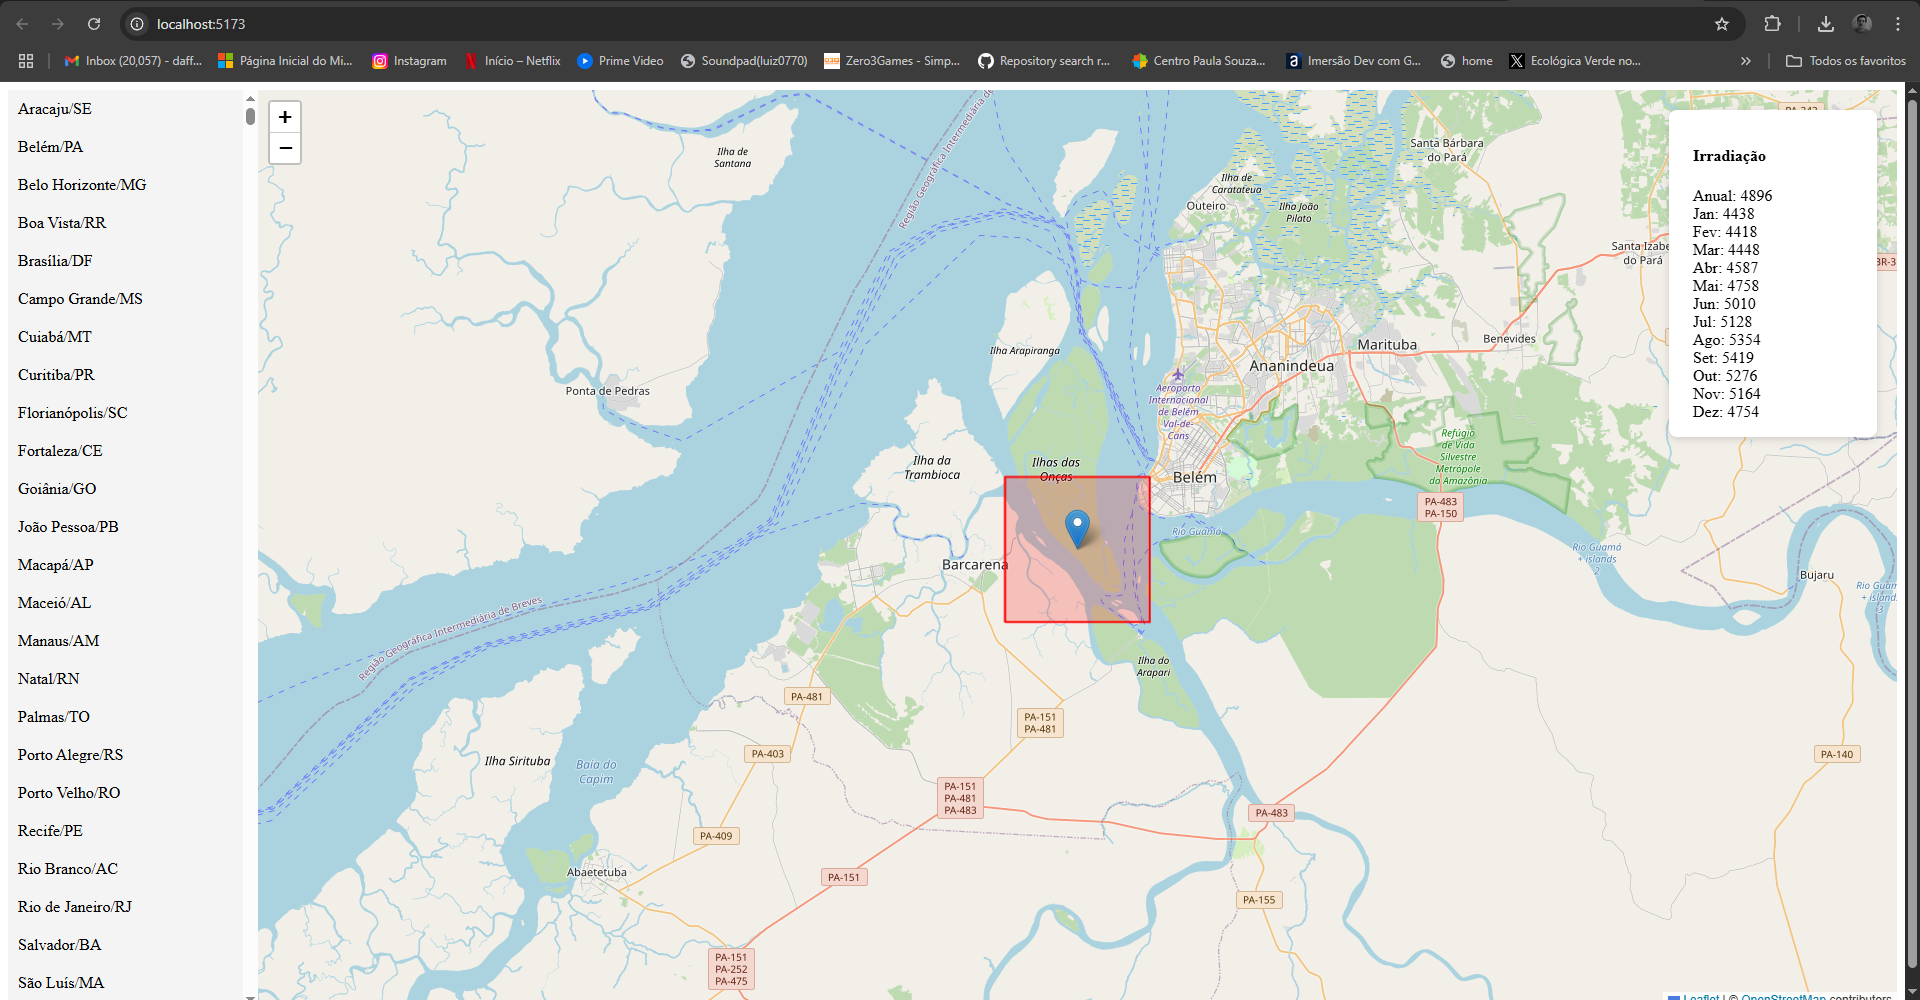 localhost:5173
Inbox (20,057) - daff...
Página Inicial do Mi...
Instagram
Início – Netflix
Prime Video
Soundpad(luiz0770)
Zero3Games - Simp...
Repository search r...
Centro Paula Souza...
Imersão Dev com G...
home
Ecológica Verde no...
»
Todos os favoritos
Aracaju/SE
Belém/PA
Belo Horizonte/MG
Boa Vista/RR
Brasília/DF
Campo Grande/MS
Cuiabá/MT
Curitiba/PR
Florianópolis/SC
Fortaleza/CE
Goiânia/GO
João Pessoa/PB
Macapá/AP
Maceió/AL
Manaus/AM
Natal/RN
Palmas/TO
Porto Alegre/RS
Porto Velho/RO
Recife/PE
Rio Branco/AC
Rio de Janeiro/RJ
Salvador/BA
São Luís/MA
+
−
Ilha de
Santana
Região Geográfica Intermediária de
Santa Bárbara
do Pará
Ilha de
Caratateua
Outeiro
Ilha João
Pilato
Santa Izabe
do Pará
BR-3
Ilha Arapiranga
Ponta de Pedras
Marituba
Benevides
Ananindeua
Aeroporto
Internacional
de Belém
Val-de-
Cans
Refúgio
de Vida
Silvestre
Metrópole
da Amazônia
Ilha da
Trambioca
Ilhas das
Onças
Belém
PA-483
PA-150
Rio Guamá
Rio Guamá
+ islands
2
Barcarena
Bujaru
Rio Guam
+ islands
3
Região Geográfica Intermediária de Breves
Ilha do
Arapari
PA-481
PA-151
PA-481
PA-403
Ilha Sirituba
Baia do
Capim
PA-140
PA-151
PA-481
PA-483
PA-483
PA-409
Abaetetuba
PA-151
PA-155
PA-151
PA-252
PA-475
Irradiação
Anual: 4896
Jan: 4438
Fev: 4418
Mar: 4448
Abr: 4587
Mai: 4758
Jun: 5010
Jul: 5128
Ago: 5354
Set: 5419
Out: 5276
Nov: 5164
Dez: 4754
Leaflet | © OpenStreetMap contributors